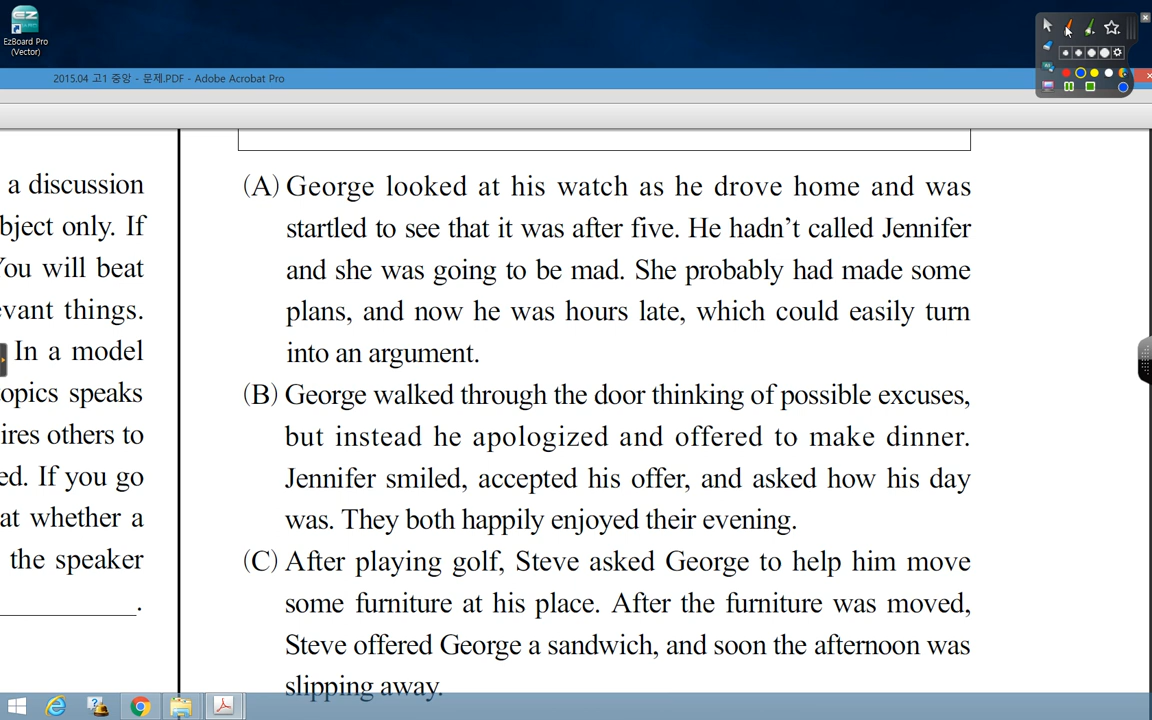 EzBoard Pro
(Vector)
2015.04 고1 중앙 - 문제.PDF - Adobe Acrobat Pro
a discussion
bject only. If
You will beat
evant things.
In a model
opics speaks
ires others to
ed. If you go
at whether a
the speaker
.
(A) George looked at his watch as he drove home and was
startled to see that it was after five. He hadn't called Jennifer
and she was going to be mad. She probably had made some
plans, and now he was hours late, which could easily turn
into an argument.
(B) George walked through the door thinking of possible excuses,
but instead he apologized and offered to make dinner.
Jennifer smiled, accepted his offer, and asked how his day
was. They both happily enjoyed their evening.
(C) After playing golf, Steve asked George to help him move
some furniture at his place. After the furniture was moved,
Steve offered George a sandwich, and soon the afternoon was
slipping away.